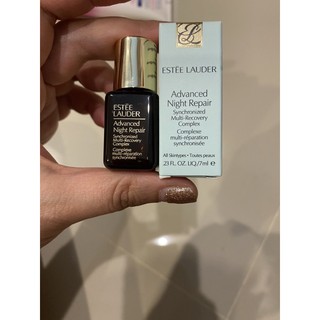 ESTĒE
LAUDER
Advanced
Night Repair
Synchronized
Multi-Recovery
Complex
Complexe
multi-réparation
synchronisée
ESTĒE LAUDER
Advanced
Night Repair
Synchronized
Multi-Recovery
Complex
Complexe
multi-réparation
synchronisée
All Skintypes • Toutes peaux
.23 FL. OZ. LIQ./7ml ℮